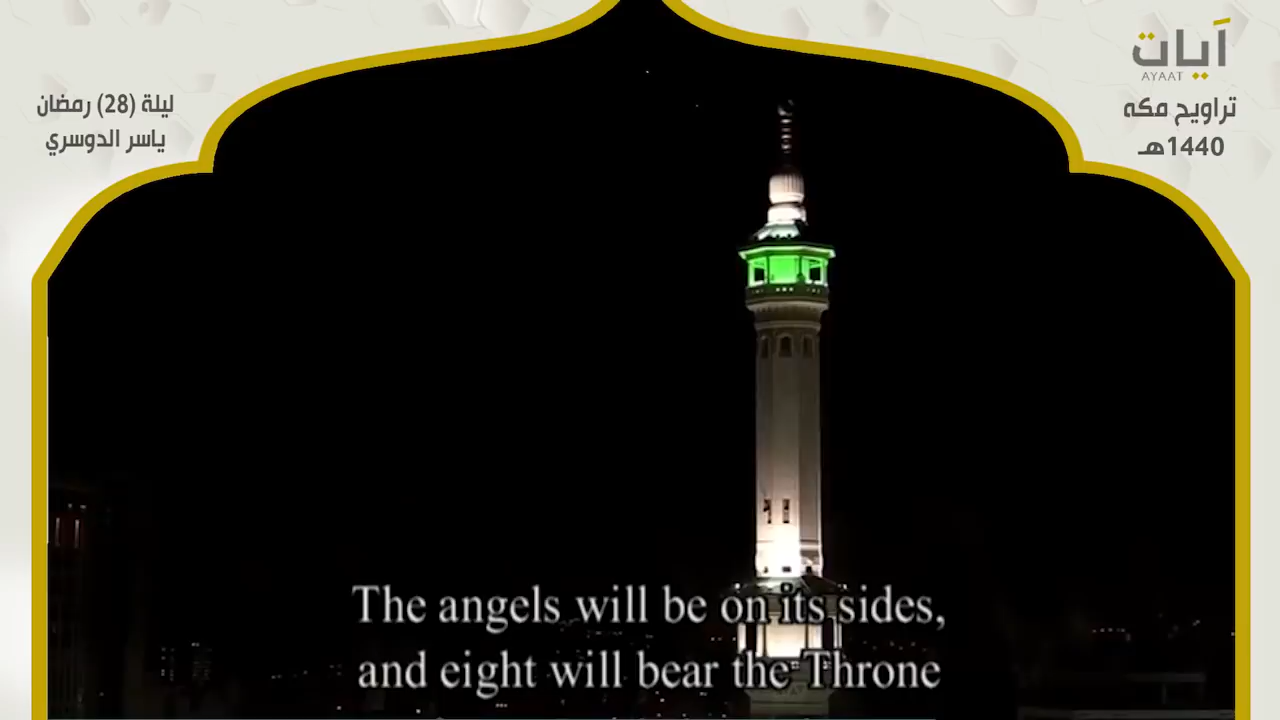 آيات
AYAAT
تراويح مكه
1440هـ
ليلة (28) رمضان
ياسر الدوسري
The angels will be on its sides,
and eight will bear the Throne